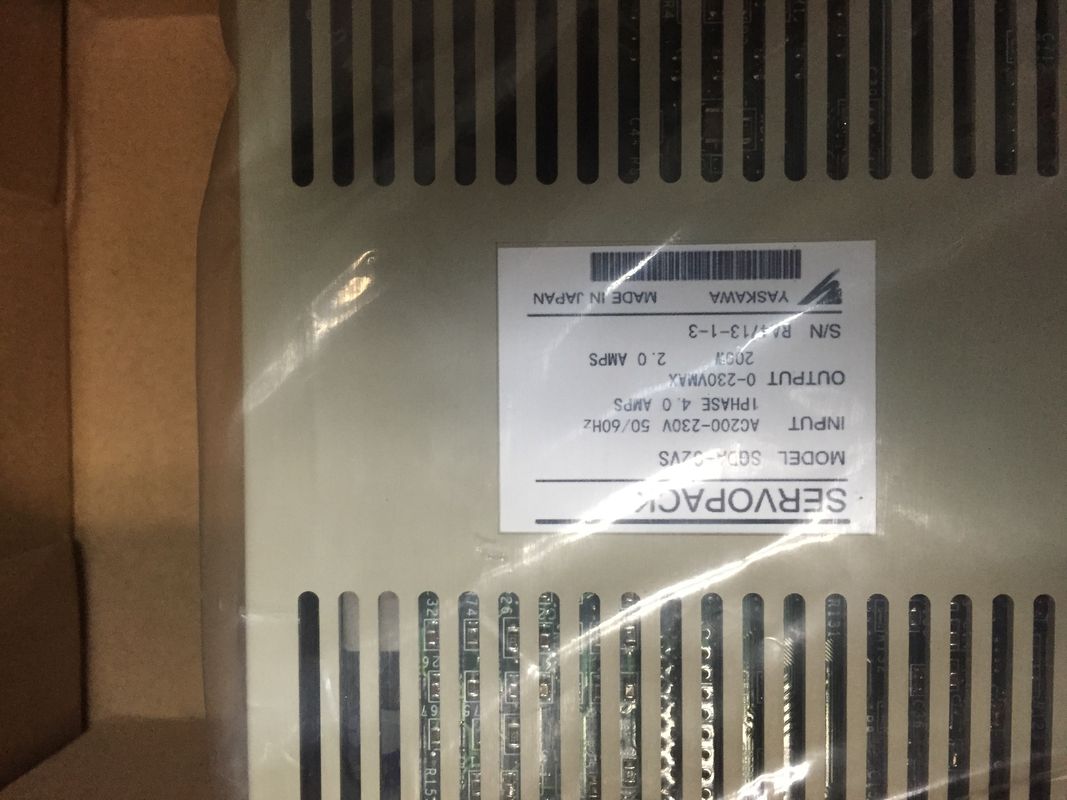 SERVOPACK
MODEL SGDA-02VS
INPUT AC200-230V 50/60Hz
1PHASE 4.0 AMPS
OUTPUT 0-230VMAX
200W 2.0 AMPS
S/N
YASKAWA MADE IN JAPAN
R131